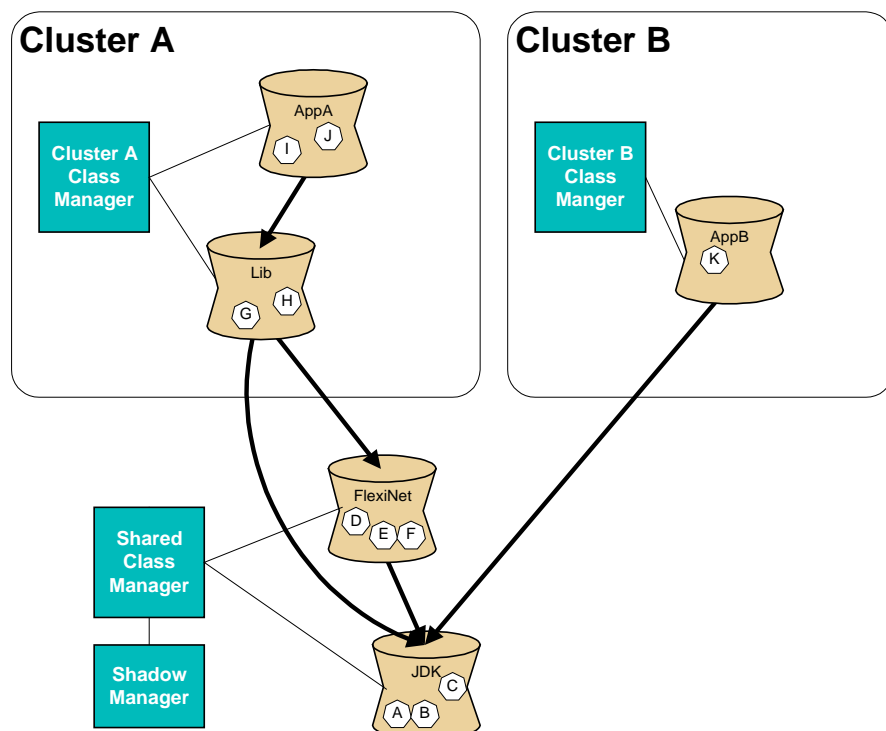 Cluster A
Cluster B
AppA
I
J
Cluster A
Class
Manager
Cluster B
Class
Manger
AppB
K
Lib
G
H
FlexiNet
D
E
F
Shared
Class
Manager
Shadow
Manager
JDK
C
A
B